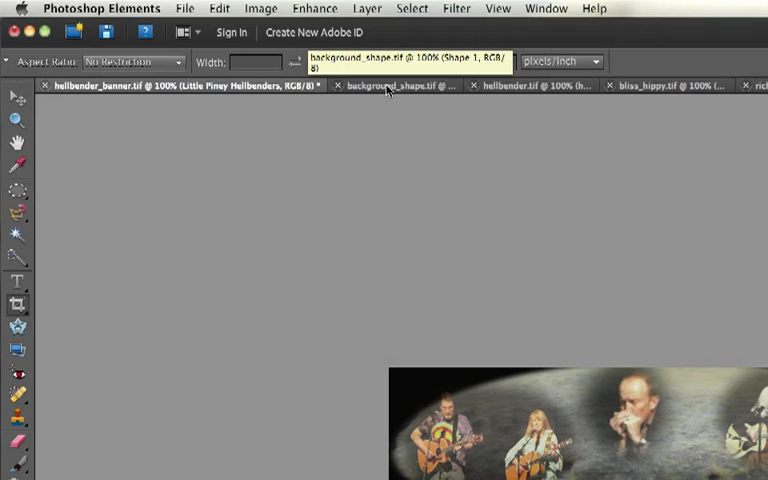 Photoshop Elements File Edit Image Enhance Layer Select Filter View Window Help
Sign In Create New Adobe ID
Aspect Ratio: No Restriction Width: pixels/inch
background_shape.tif @ 100% (Shape 1, RGB/
8)
hellbender_banner.tif @ 100% (Little Piney Hellbenders, RGB/8) * background_shape.tif @ ... hellbender.tif @ 100% (h... bliss_hippy.tif @ 100% (... rich
T